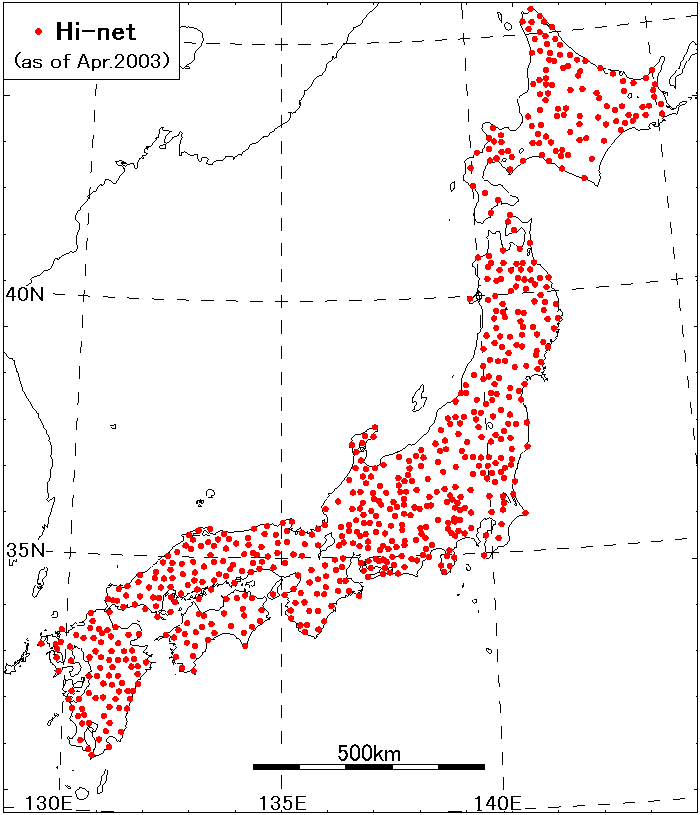 Hi-net
(as of Apr.2003)
40N
35N
500km
130E
135E
140E